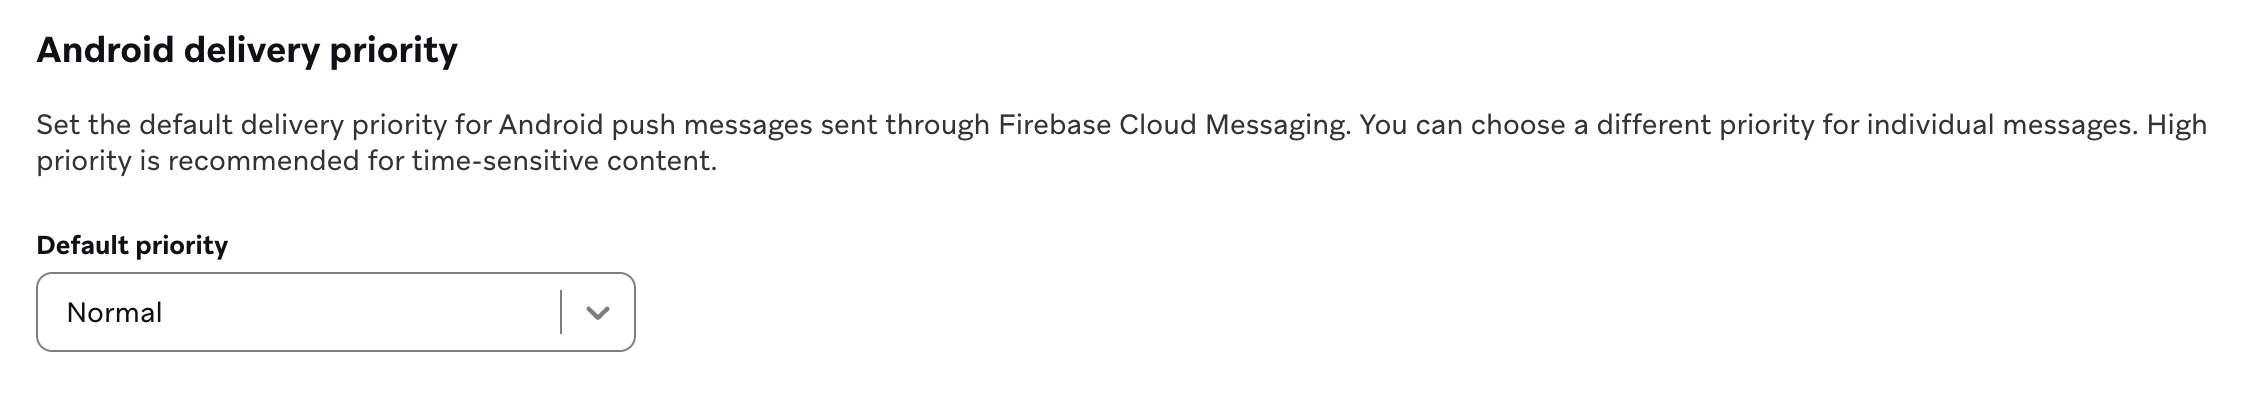 Android delivery priority
Set the default delivery priority for Android push messages sent through Firebase Cloud Messaging. You can choose a different priority for individual messages. High
priority is recommended for time-sensitive content.
Default priority
Normal